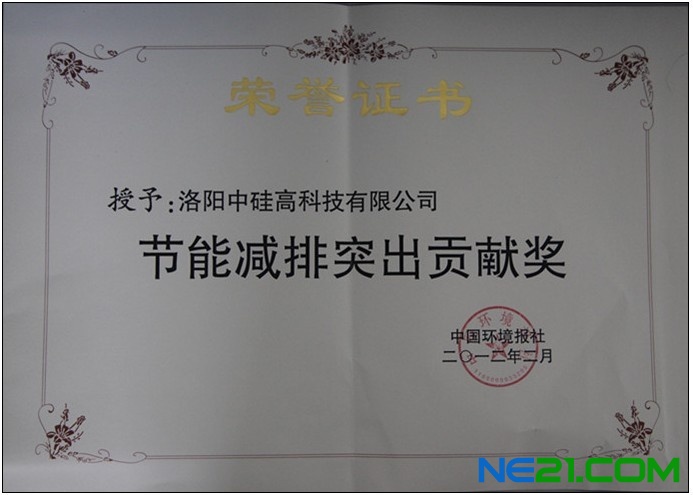 荣誉证书
授予：洛阳中硅高科技有限公司
节能减排突出贡献奖
中国环境报社
二〇一二年二月
NE21.COM